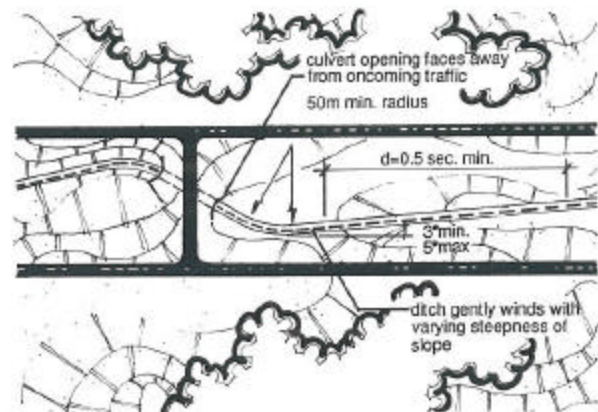 culvert opening faces away
from oncoming traffic
50m min. radius
d=0.5 sec. min.
3°min.
5°max
ditch gently winds with
varying steepness of
slope